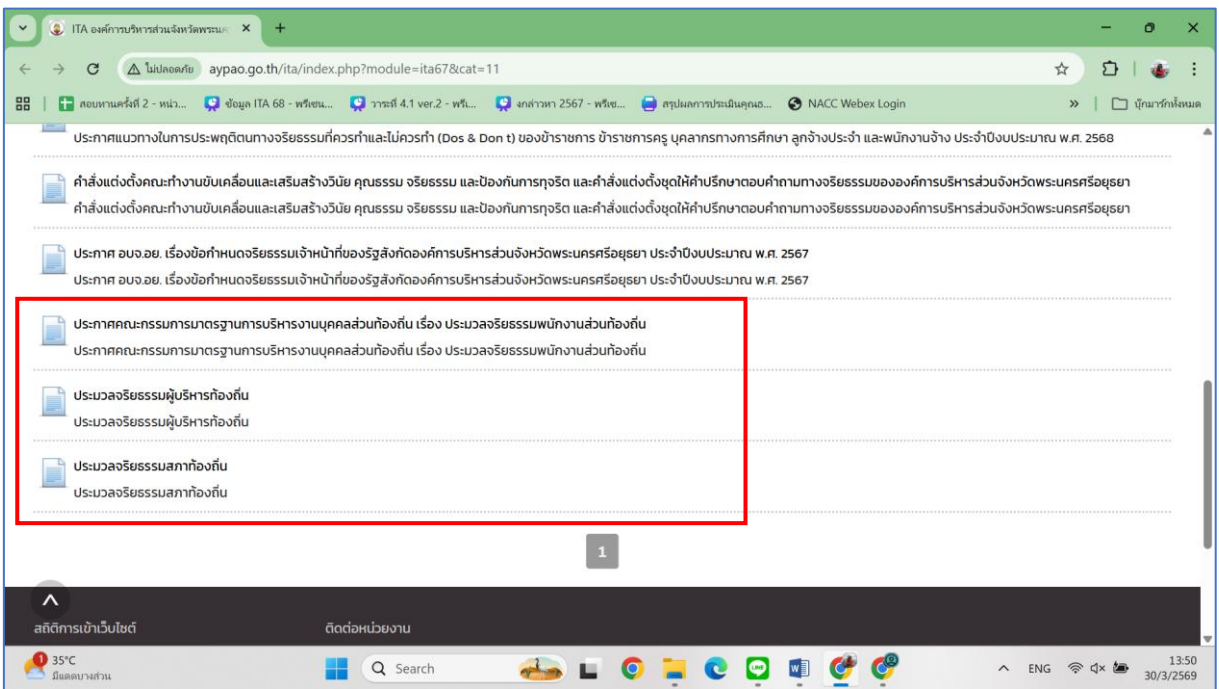 ITA องค์การบริหารส่วนจังหวัดพระนค
ไม่ปลอดภัย aypao.go.th/ita/index.php?module=ita67&cat=11
สอบทานครั้งที่ 2 - หน่ว... ข้อมูล ITA 68 - พรีเซน... วาระที่ 4.1 ver.2 - พรี... จกล่าวหา 2567 - พรีเซ... สรุปผลการประเมินคุณธ... NACC Webex Login » บุ๊กมาร์กทั้งหมด
ประกาศแนวทางในการประพฤติตนทางจริยธรรมที่ควรทำและไม่ควรทำ (Dos & Don t) ของข้าราชการ ข้าราชการครู บุคลากรทางการศึกษา ลูกจ้างประจำ และพนักงานจ้าง ประจำปีงบประมาณ พ.ศ. 2568
คำสั่งแต่งตั้งคณะทำงานขับเคลื่อนและเสริมสร้างวินัย คุณธรรม จริยธรรม และป้องกันการทุจริต และคำสั่งแต่งตั้งชุดให้คำปรึกษาตอบคำถามทางจริยธรรมขององค์การบริหารส่วนจังหวัดพระนครศรีอยุธยา
คำสั่งแต่งตั้งคณะทำงานขับเคลื่อนและเสริมสร้างวินัย คุณธรรม จริยธรรม และป้องกันการทุจริต และคำสั่งแต่งตั้งชุดให้คำปรึกษาตอบคำถามทางจริยธรรมขององค์การบริหารส่วนจังหวัดพระนครศรีอยุธยา
ประกาศ อบจ.อย. เรื่องข้อกำหนดจริยธรรมเจ้าหน้าที่ของรัฐสังกัดองค์การบริหารส่วนจังหวัดพระนครศรีอยุธยา ประจำปีงบประมาณ พ.ศ. 2567
ประกาศ อบจ.อย. เรื่องข้อกำหนดจริยธรรมเจ้าหน้าที่ของรัฐสังกัดองค์การบริหารส่วนจังหวัดพระนครศรีอยุธยา ประจำปีงบประมาณ พ.ศ. 2567
ประกาศคณะกรรมการมาตรฐานการบริหารงานบุคคลส่วนท้องถิ่น เรื่อง ประมวลจริยธรรมพนักงานส่วนท้องถิ่น
ประกาศคณะกรรมการมาตรฐานการบริหารงานบุคคลส่วนท้องถิ่น เรื่อง ประมวลจริยธรรมพนักงานส่วนท้องถิ่น
ประมวลจริยธรรมผู้บริหารท้องถิ่น
ประมวลจริยธรรมผู้บริหารท้องถิ่น
ประมวลจริยธรรมสภาท้องถิ่น
ประมวลจริยธรรมสภาท้องถิ่น
1
สถิติการเข้าเว็บไซต์ ติดต่อหน่วยงาน
1 35°C
มีแดดบางส่วน
Search
ENG
13:50
30/3/2569